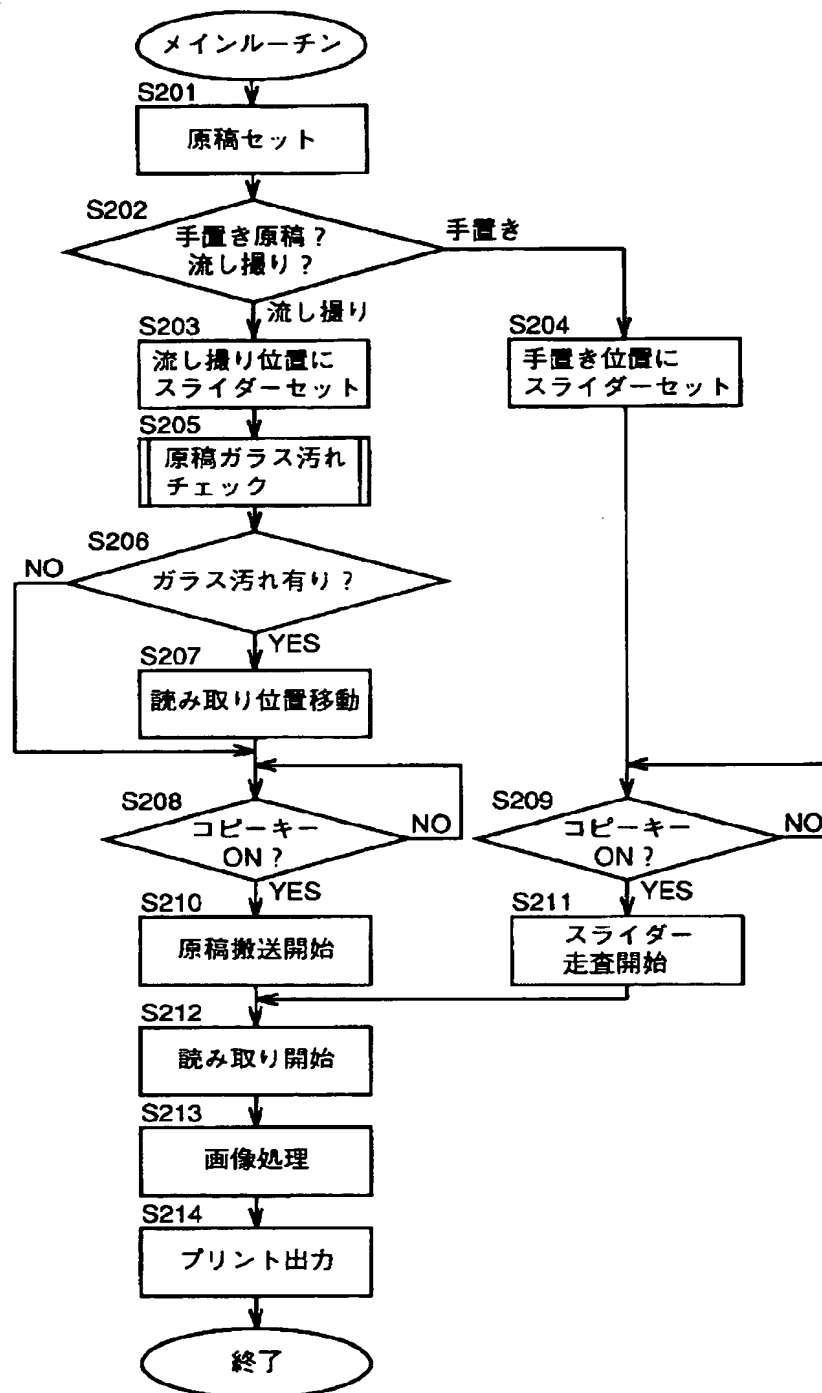 メインルーチン
S201
原稿セット
S202
手置き原稿？
流し撮り？
手置き
流し撮り
S203
流し撮り位置に
スライダーセット
S204
手置き位置に
スライダーセット
S205
原稿ガラス汚れ
チェック
S206
NO
ガラス汚れ有り？
YES
S207
読み取り位置移動
S208
コピーキー
ON？
NO
YES
S209
コピーキー
ON？
NO
YES
S210
原稿搬送開始
S211
スライダー
走査開始
S212
読み取り開始
S213
画像処理
S214
プリント出力
終了